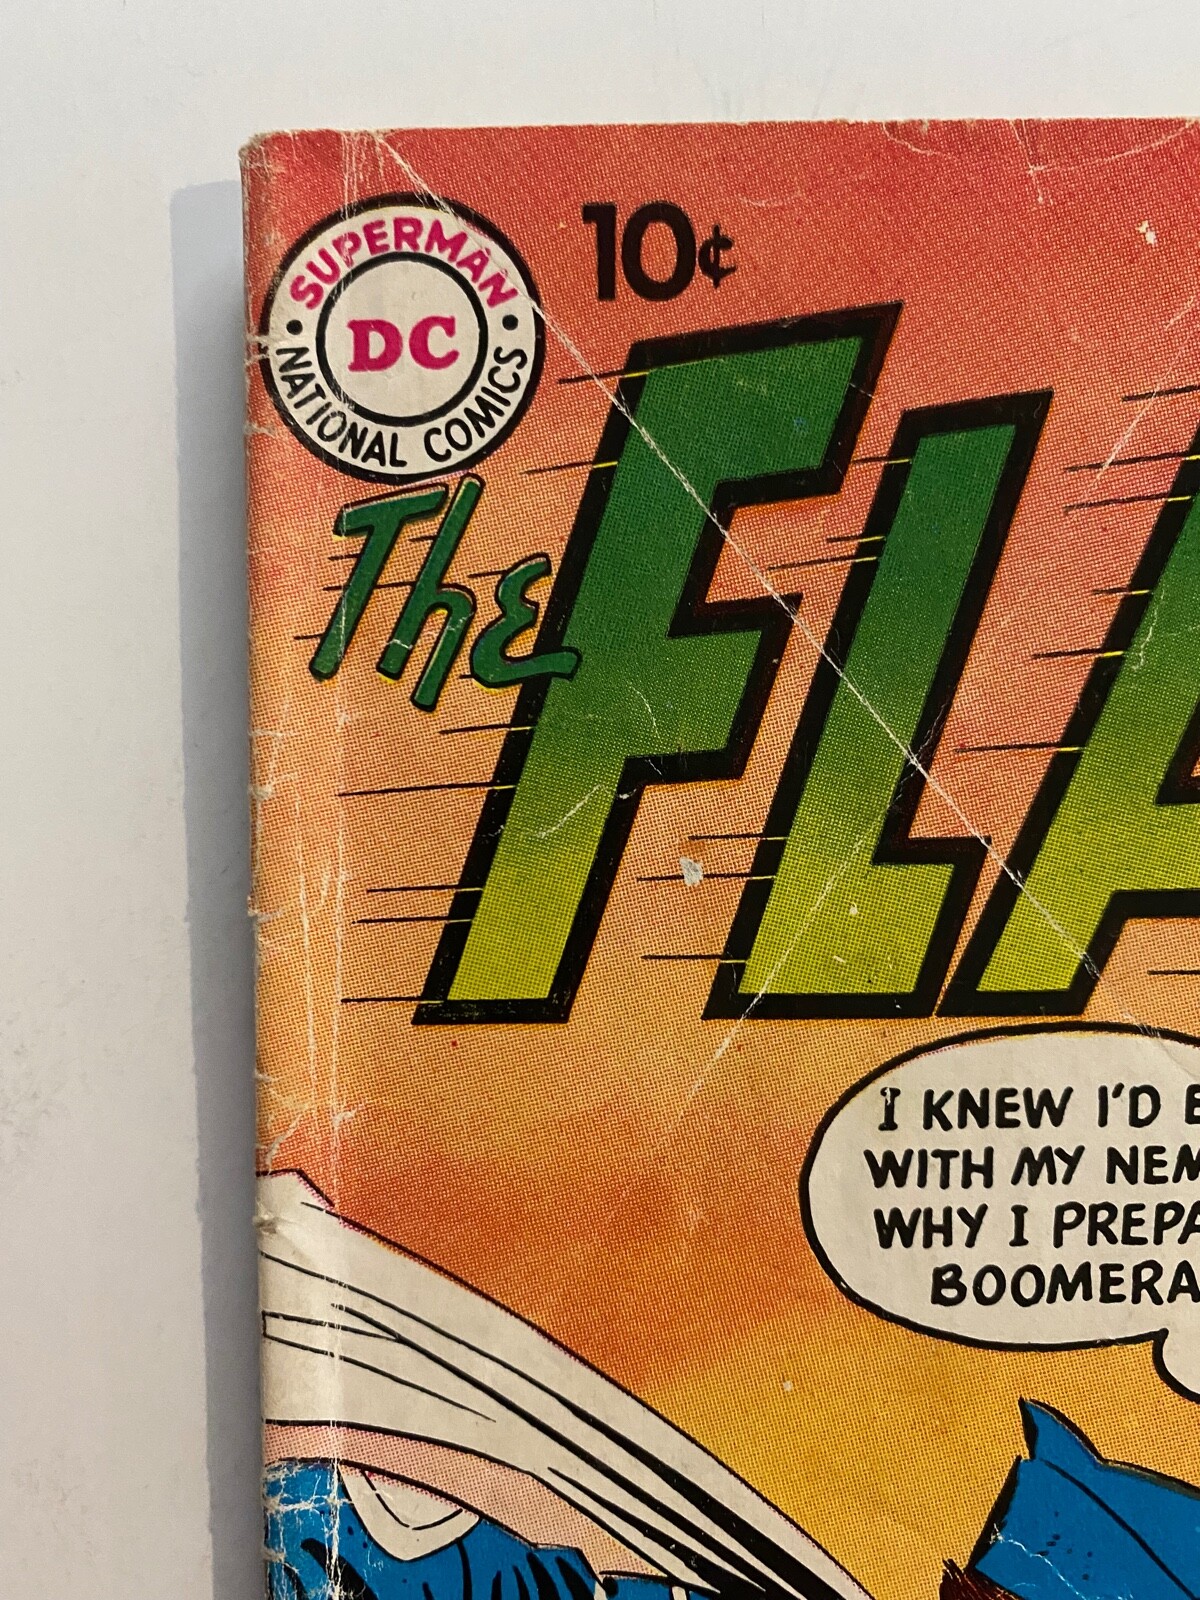 SUPERMAN
DC
NATIONAL COMICS
10¢
The FLA
I KNEW I'D
WITH MY NEM
WHY I PREPA
BOOMERA